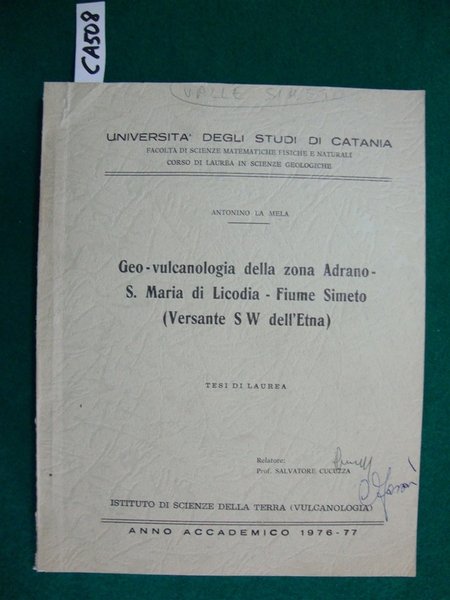 CA508
VALLE SIMETO
UNIVERSITA' DEGLI STUDI DI CATANIA
FACOLTÀ DI SCIENZE MATEMATICHE FISICHE E NATURALI
CORSO DI LAUREA IN SCIENZE GEOLOGICHE
ANTONINO LA MELA
Geo-vulcanologia della zona Adrano-
S. Maria di Licodia - Fiume Simeto
(Versante S W dell'Etna)
TESI DI LAUREA
Relatore:
Prof. SALVATORE CUCUZZA
ISTITUTO DI SCIENZE DELLA TERRA (VULCANOLOGIA)
ANNO ACCADEMICO 1976-77